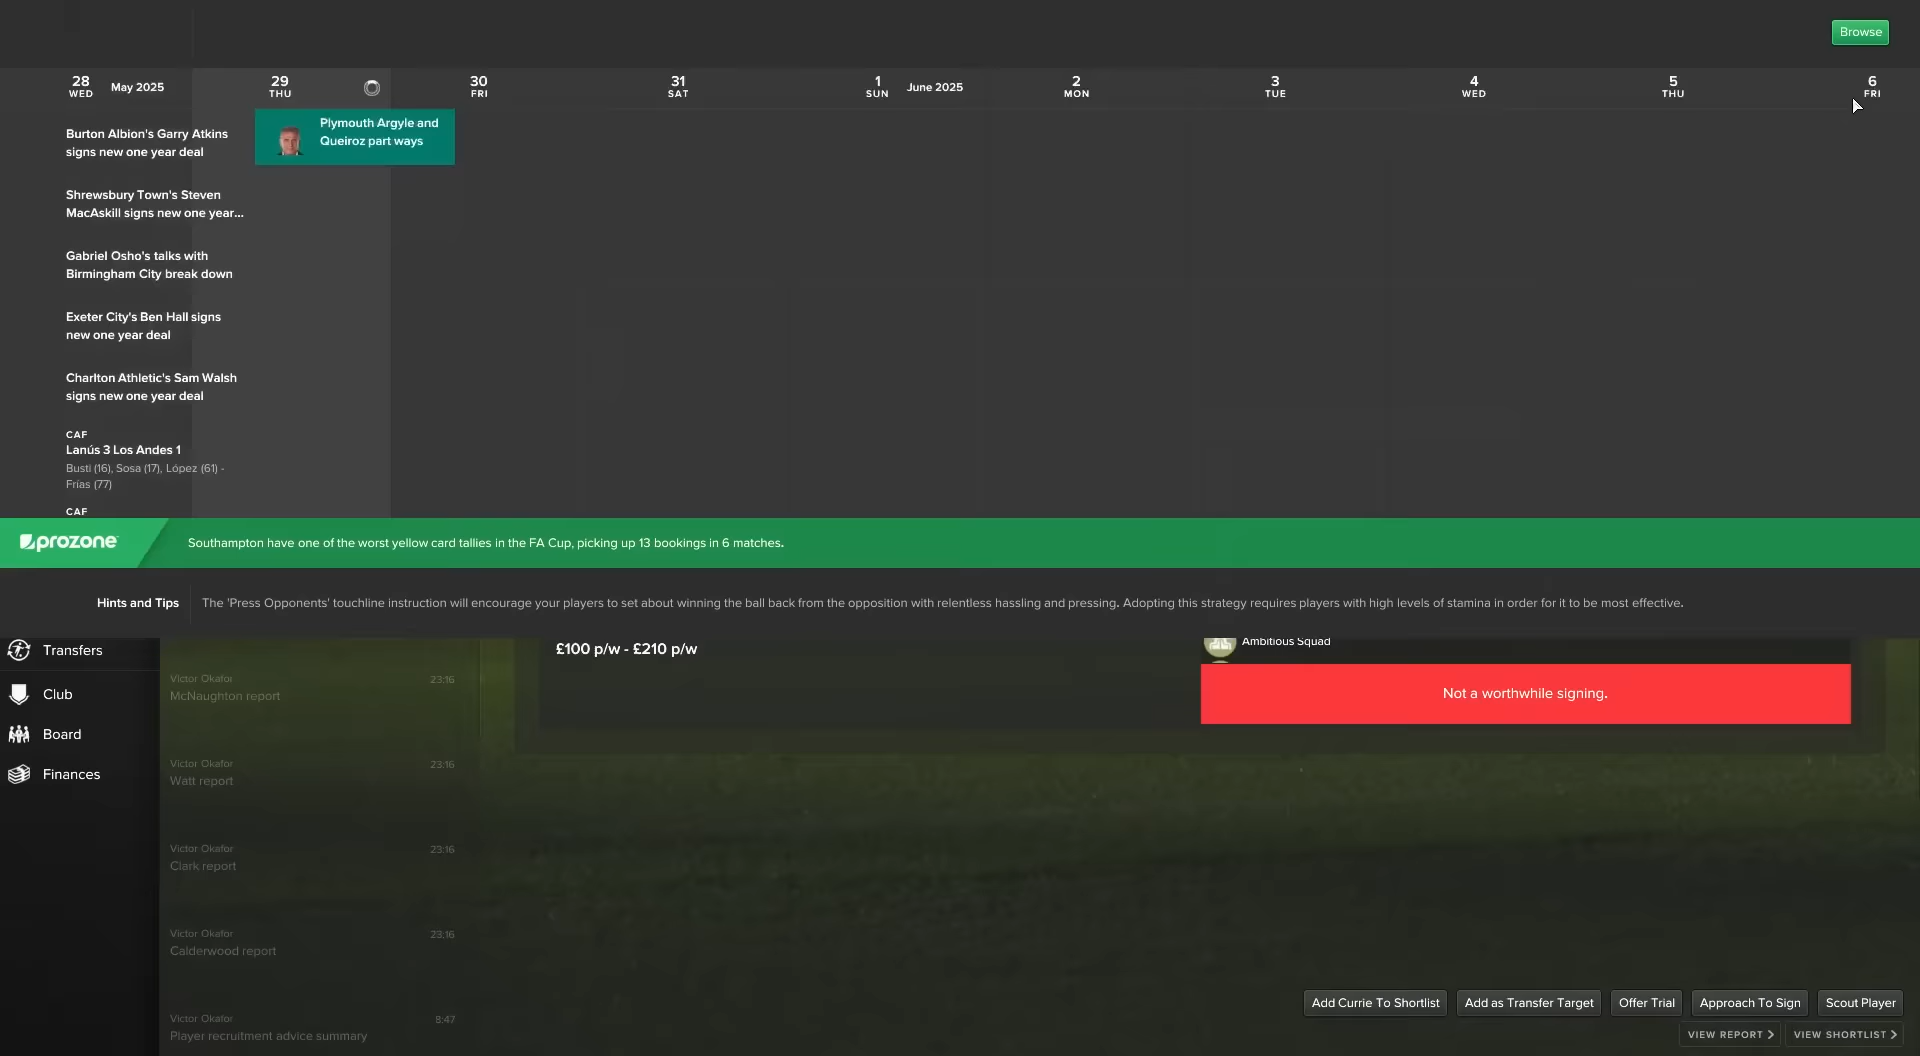 Browse
28
WED
May 2025
29
THU
30
FRI
31
SAT
1
SUN
June 2025
2
MON
3
TUE
4
WED
5
THU
6
FRI
Burton Albion's Garry Atkins
signs new one year deal
Plymouth Argyle and
Queiroz part ways
Shrewsbury Town's Steven
MacAskill signs new one year...
Gabriel Osho's talks with
Birmingham City break down
Exeter City's Ben Hall signs
new one year deal
Charlton Athletic's Sam Walsh
signs new one year deal
CAF
Lanús 3 Los Andes 1
Busti (16), Sosa (17), López (61) -
Frías (77)
CAF
prozone
Southampton have one of the worst yellow card tallies in the FA Cup, picking up 13 bookings in 6 matches.
Hints and Tips
The 'Press Opponents' touchline instruction will encourage your players to set about winning the ball back from the opposition with relentless hassling and pressing. Adopting this strategy requires players with high levels of stamina in order for it to be most effective.
Transfers
Club
Board
Finances
Victor Okafor 23:16
McNaughton report
Victor Okafor 23:16
Watt report
Victor Okafor 23:16
Clark report
Victor Okafor 23:16
Calderwood report
Victor Okafor 8:47
Player recruitment advice summary
£100 p/w - £210 p/w
Ambitious Squad
Not a worthwhile signing.
Add Currie To Shortlist
Add as Transfer Target
Offer Trial
Approach To Sign
Scout Player
VIEW REPORT >
VIEW SHORTLIST >